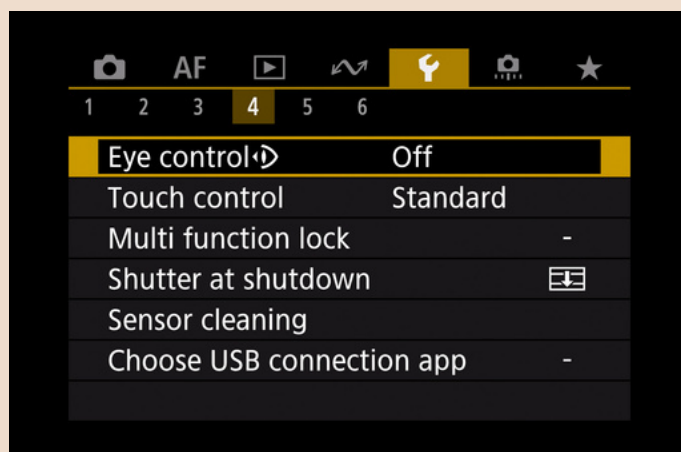 AF
1 2 3 4 5 6
Eye control Off
Touch control Standard
Multi function lock -
Shutter at shutdown
Sensor cleaning
Choose USB connection app -